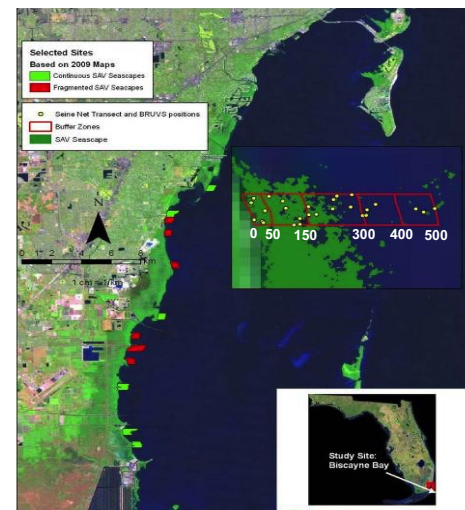 Selected Sites
Based on 2009 Maps
Continuous SAV Seascapes
Fragmented SAV Seascapes
Seine Net Transect and BRUVS positions
Buffer Zones
SAV Seascape
N
0 50 150 300 400 500
Study Site:
Biscayne Bay